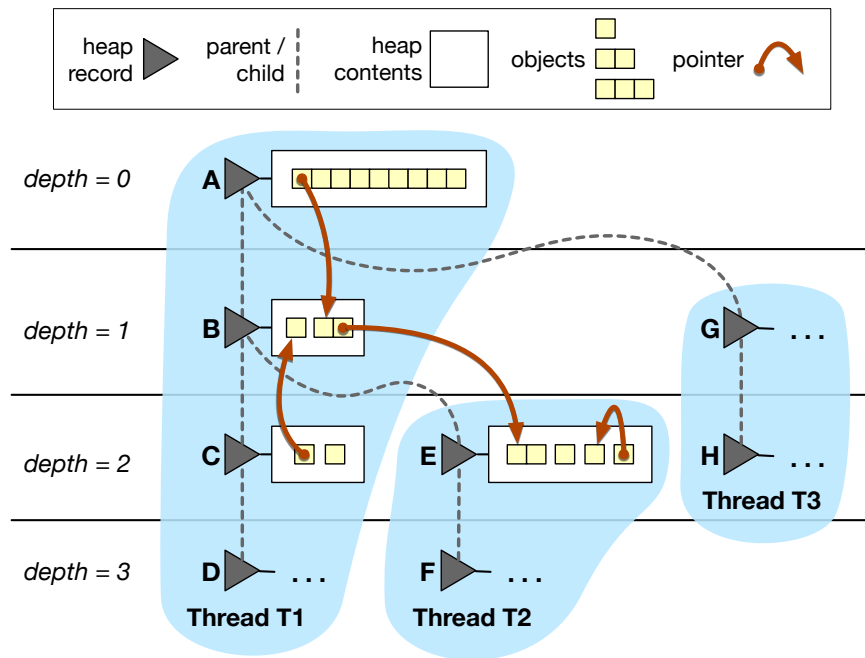 heap record
parent / child
heap contents
objects
pointer
depth = 0
A
depth = 1
B
G
. . .
depth = 2
C
E
H
. . .
Thread T3
depth = 3
D
. . .
F
. . .
Thread T1
Thread T2